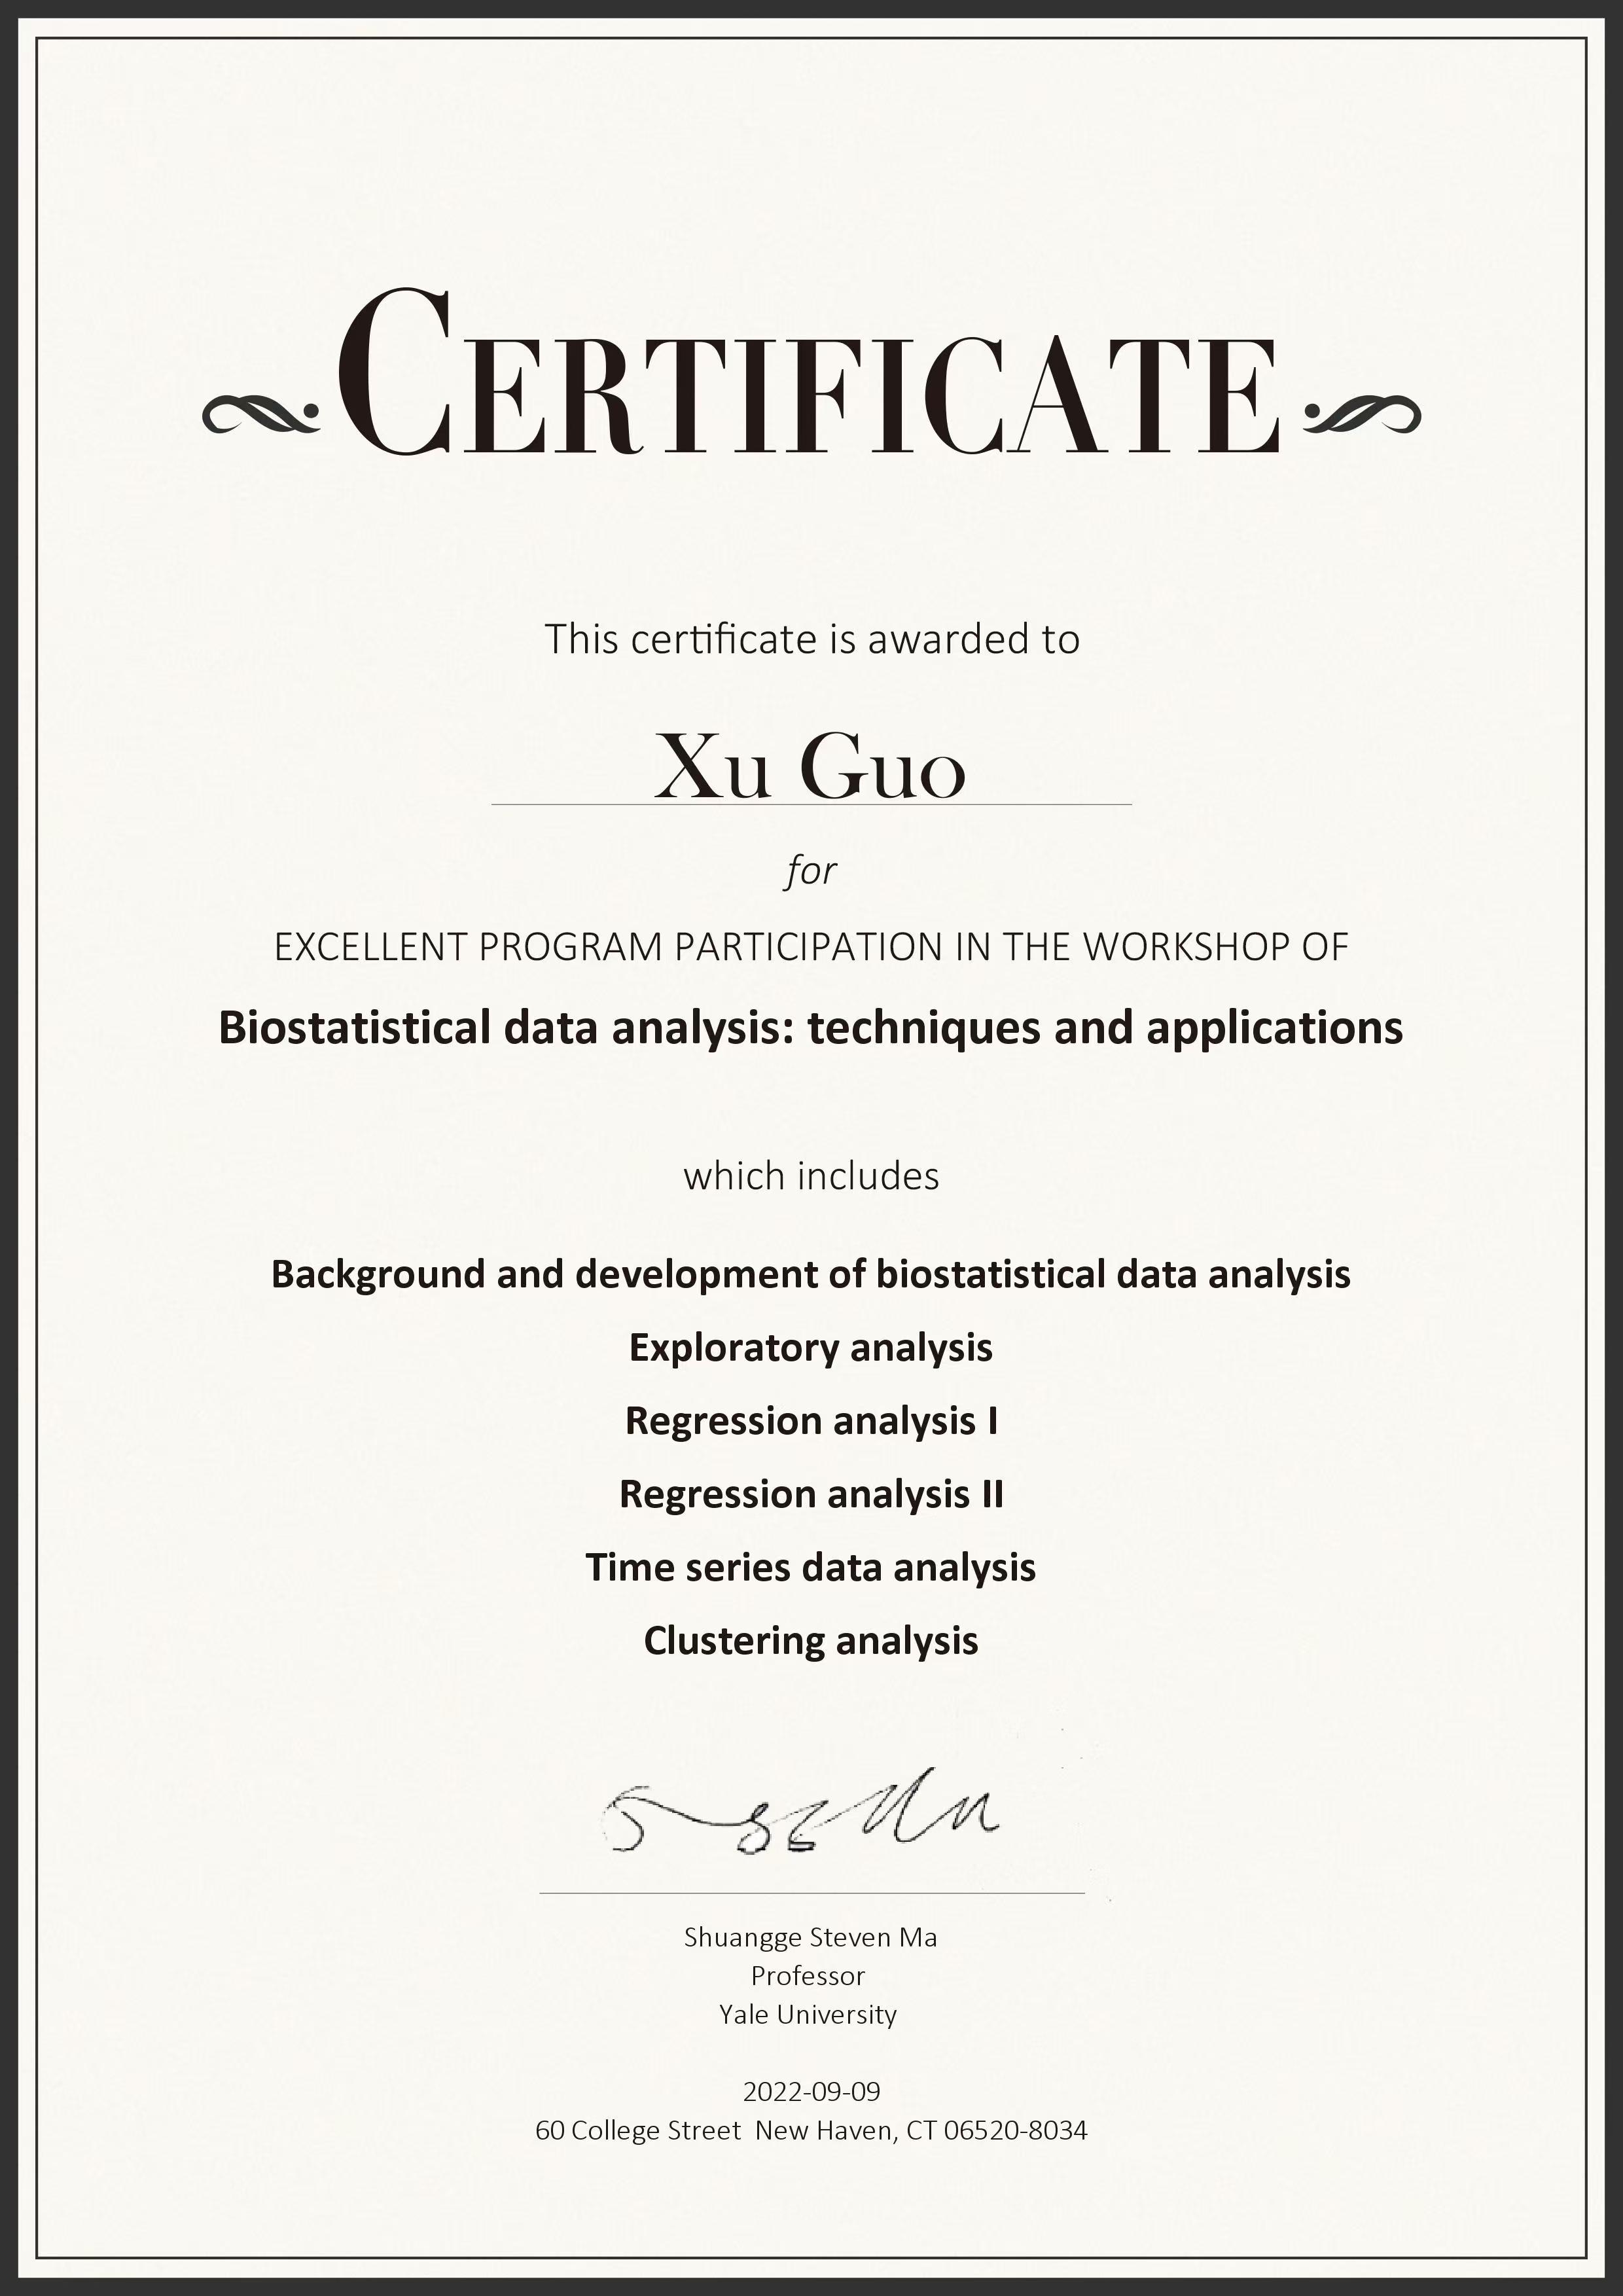 CERTIFICATE
This certificate is awarded to
Xu Guo
for
EXCELLENT PROGRAM PARTICIPATION IN THE WORKSHOP OF
Biostatistical data analysis: techniques and applications
which includes
Background and development of biostatistical data analysis
Exploratory analysis
Regression analysis I
Regression analysis II
Time series data analysis
Clustering analysis
Shuangge Steven Ma
Professor
Yale University
2022-09-09
60 College Street  New Haven, CT 06520-8034